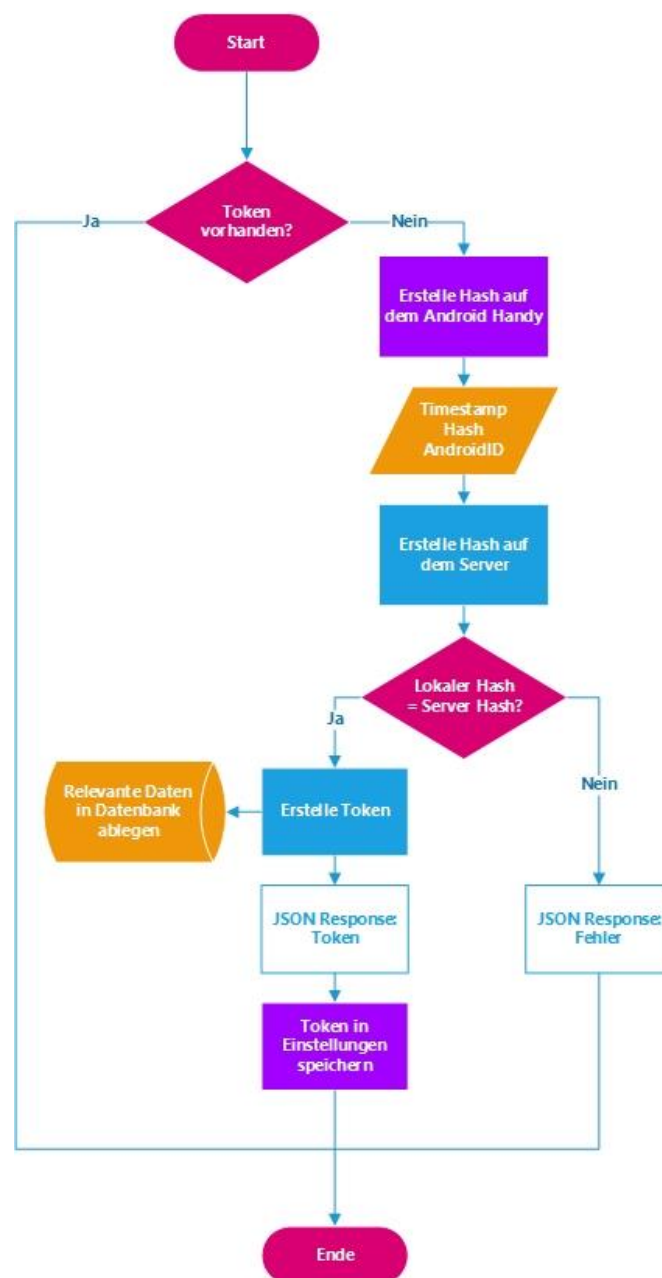 Start
Token
vorhanden?
Ja
Nein
Erstelle Hash auf
dem Android Handy
Timestamp
Hash
AndroidID
Erstelle Hash auf
dem Server
Lokaler Hash
= Server Hash?
Ja
Nein
Relevante Daten
in Datenbank
ablegen
Erstelle Token
JSON Response:
Token
JSON Response:
Fehler
Token in
Einstellungen
speichern
Ende